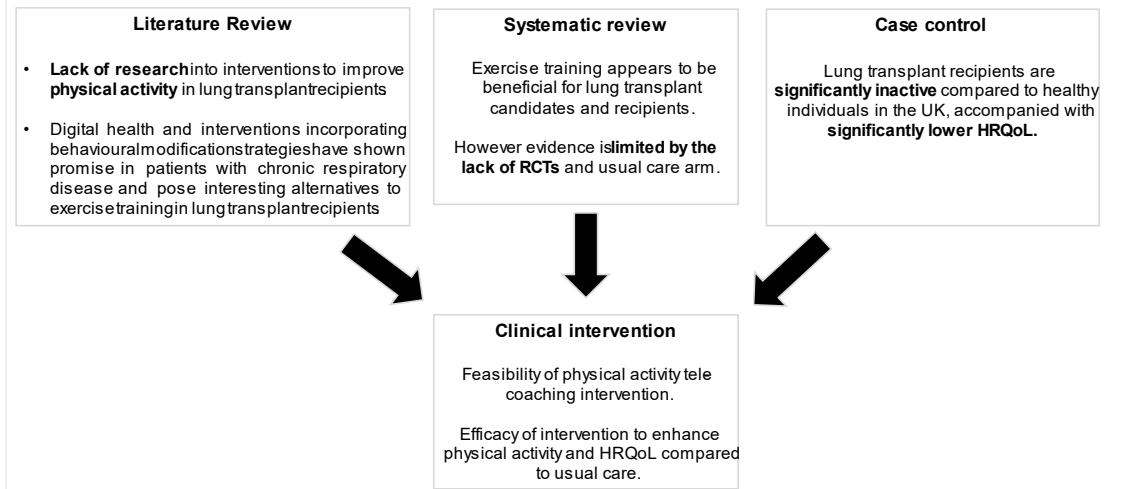 Literature Review
• Lack of research into interventions to improve
physical activity in lung transplant recipients
• Digital health and interventions incorporating
behavioural modification strategies have shown
promise in patients with chronic respiratory
disease and pose interesting alternatives to
exercise training in lung transplant recipients
Systematic review
Exercise training appears to be
beneficial for lung transplant
candidates and recipients.
However evidence is limited by the
lack of RCTs and usual care arm.
Case control
Lung transplant recipients are
significantly inactive compared to healthy
individuals in the UK, accompanied with
significantly lower HRQoL.
Clinical intervention
Feasibility of physical activity tele
coaching intervention.
Efficacy of intervention to enhance
physical activity and HRQoL compared
to usual care.